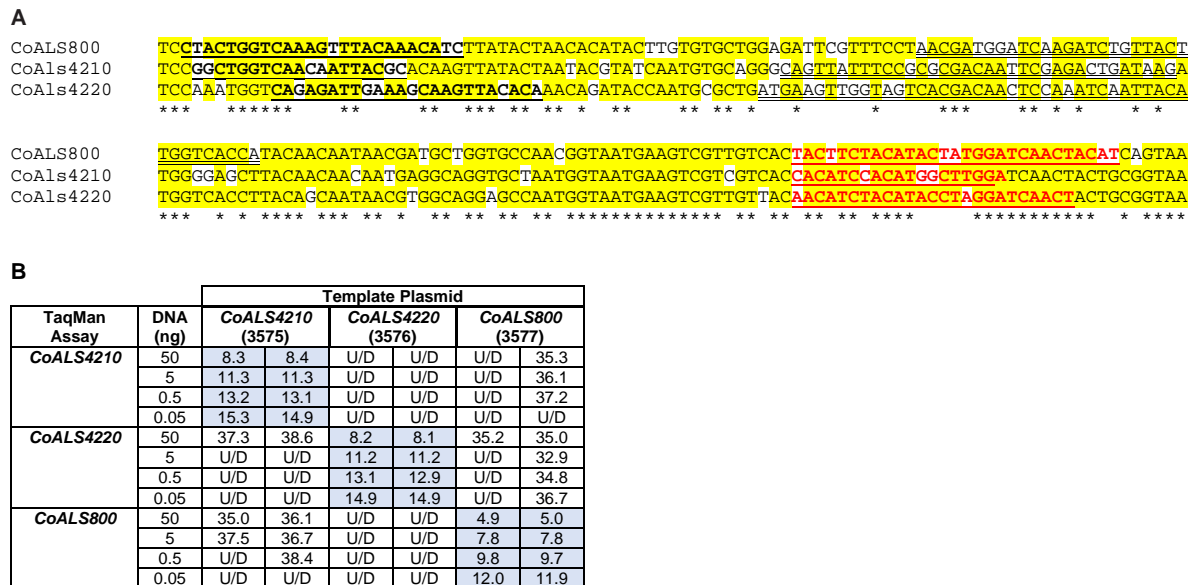 A
CoALS800 TCCTACTGGTCAAAGTTTACAAACATCTTATACTAACACATACTTGTGTGCTGGAGATTCGTTTCCTAACGATGGATCAAGATCTGTTACT
CoAls4210 TCCGGCTGGTCAACAATTACGCACAAGTTATACTAATACGTATCAATGTGCAGGGCAGTTATTTCCGCGCGACAATTCGAGACTGATAAGA
CoAls4220 TCCAAATGGTCAGAGATTGAAAGCAAGTTACACAAACAGATACCAATGCGCTGATGAAGTTGGTAGTCACGACAACTCCAAATCAATTACA
*** ****** ** ** *** ** * * ** ** *** ** * * * *** * ** * * *
CoALS800 TGGTCACCATACAACAATAACGATGCTGGTGCCAACGGTAATGAAGTCGTTGTCACTACTTCTACATACTATGGATCAACTACATCAGTAA
CoAls4210 TGGGGAGCTTACAACAACAATGAGGCAGGTGCTAATGGTAATGAAGTCGTCGTCACCACATCCACATGGCTTGGATCAACTACTGCGGTAA
CoAls4220 TGGTCACCTTACAGCAATAACGTGGCAGGAGCCAATGGTAATGAAGTCGTTGTTACAACATCTACATACCTAGGATCAACTACTGCGGTAA
*** * * **** *** ** * ** ** ** ** ************** ** ** ** ** **** *********** * ****
B
Template Plasmid
TaqMan Assay DNA (ng) CoALS4210 (3575) CoALS4220 (3576) CoALS800 (3577)
CoALS4210 50 8.3 8.4 U/D U/D U/D 35.3
5 11.3 11.3 U/D U/D U/D 36.1
0.5 13.2 13.1 U/D U/D U/D 37.2
0.05 15.3 14.9 U/D U/D U/D U/D
CoALS4220 50 37.3 38.6 8.2 8.1 35.2 35.0
5 U/D U/D 11.2 11.2 U/D 32.9
0.5 U/D U/D 13.1 12.9 U/D 34.8
0.05 U/D U/D 14.9 14.9 U/D 36.7
CoALS800 50 35.0 36.1 U/D U/D 4.9 5.0
5 37.5 36.7 U/D U/D 7.8 7.8
0.5 U/D 38.4 U/D U/D 9.8 9.7
0.05 U/D U/D U/D U/D 12.0 11.9